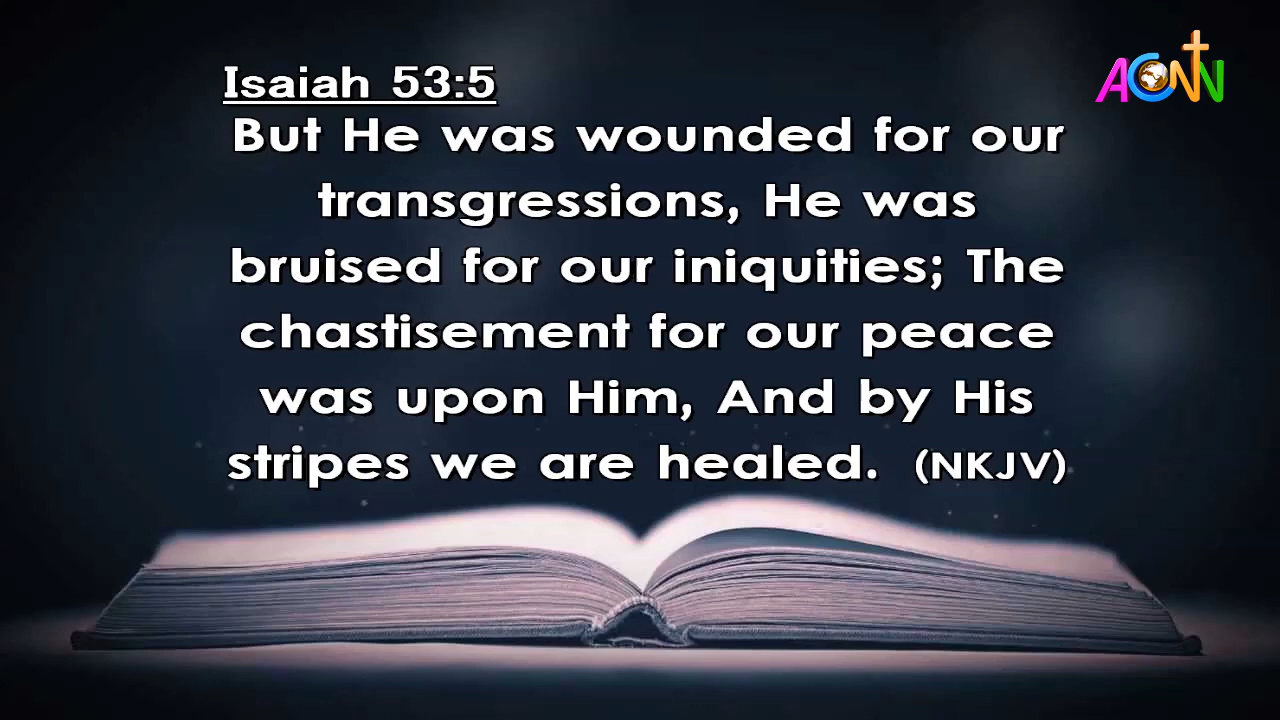 Isaiah 53:5
But He was wounded for our
transgressions, He was
bruised for our iniquities; The
chastisement for our peace
was upon Him, And by His
stripes we are healed. (NKJV)
ACNN